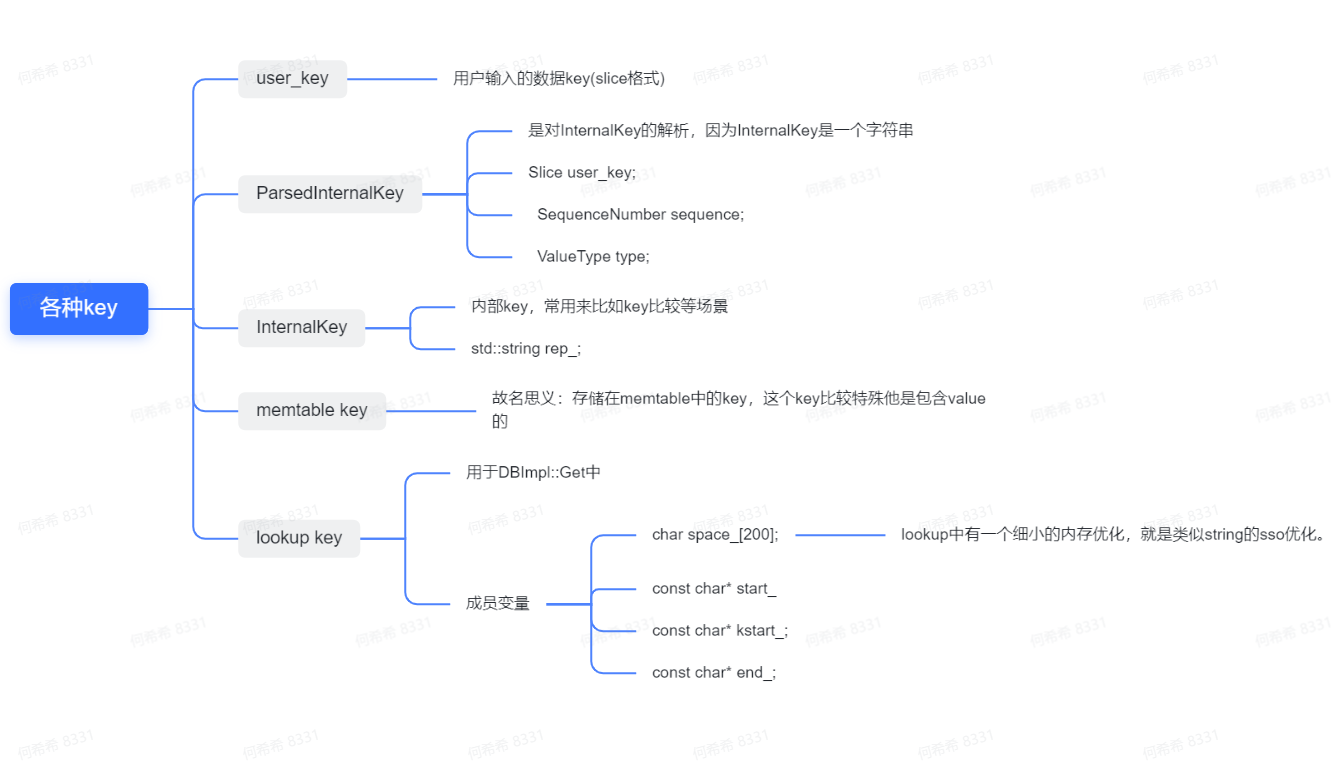 各种key
user_key
用户输入的数据key(slice格式)
ParsedInternalKey
是对InternalKey的解析，因为InternalKey是一个字符串
Slice user_key;
SequenceNumber sequence;
ValueType type;
InternalKey
内部key，常用来比如key比较等场景
std::string rep_;
memtable key
故名思义：存储在memtable中的key，这个key比较特殊他是包含value
的
lookup key
用于DBImpl::Get中
成员变量
char space_[200];
lookup中有一个细小的内存优化，就是类似string的sso优化。
const char* start_
const char* kstart_;
const char* end_;
何希希 8331